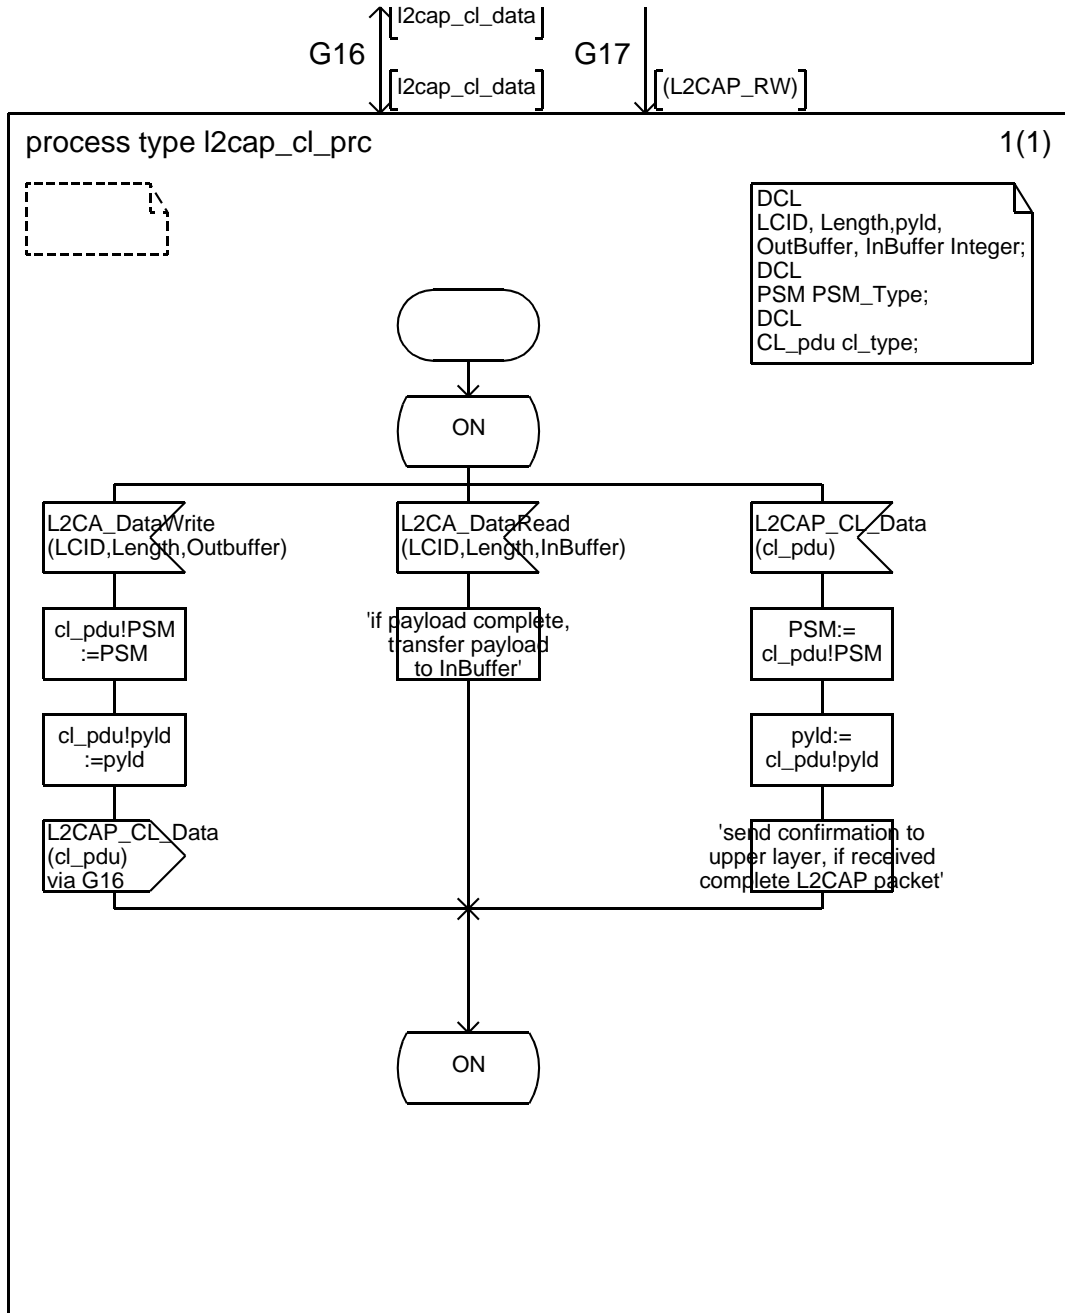 [l2cap_cl_data]
G16
G17
[l2cap_cl_data]
[(L2CAP_RW)]
process type l2cap_cl_prc
1(1)
DCL
LCID, Length,pyld,
OutBuffer, InBuffer Integer;
DCL
PSM PSM_Type;
DCL
CL_pdu cl_type;
ON
L2CA_DataWrite
(LCID,Length,Outbuffer)
L2CA_DataRead
(LCID,Length,InBuffer)
L2CAP_CL_Data
(cl_pdu)
cl_pdu!PSM
:=PSM
'if payload complete,
transfer payload
to InBuffer'
PSM:=
cl_pdu!PSM
cl_pdu!pyld
:=pyld
pyld:=
cl_pdu!pyld
L2CAP_CL_Data
(cl_pdu)
via G16
'send confirmation to
upper layer, if received
complete L2CAP packet'
ON